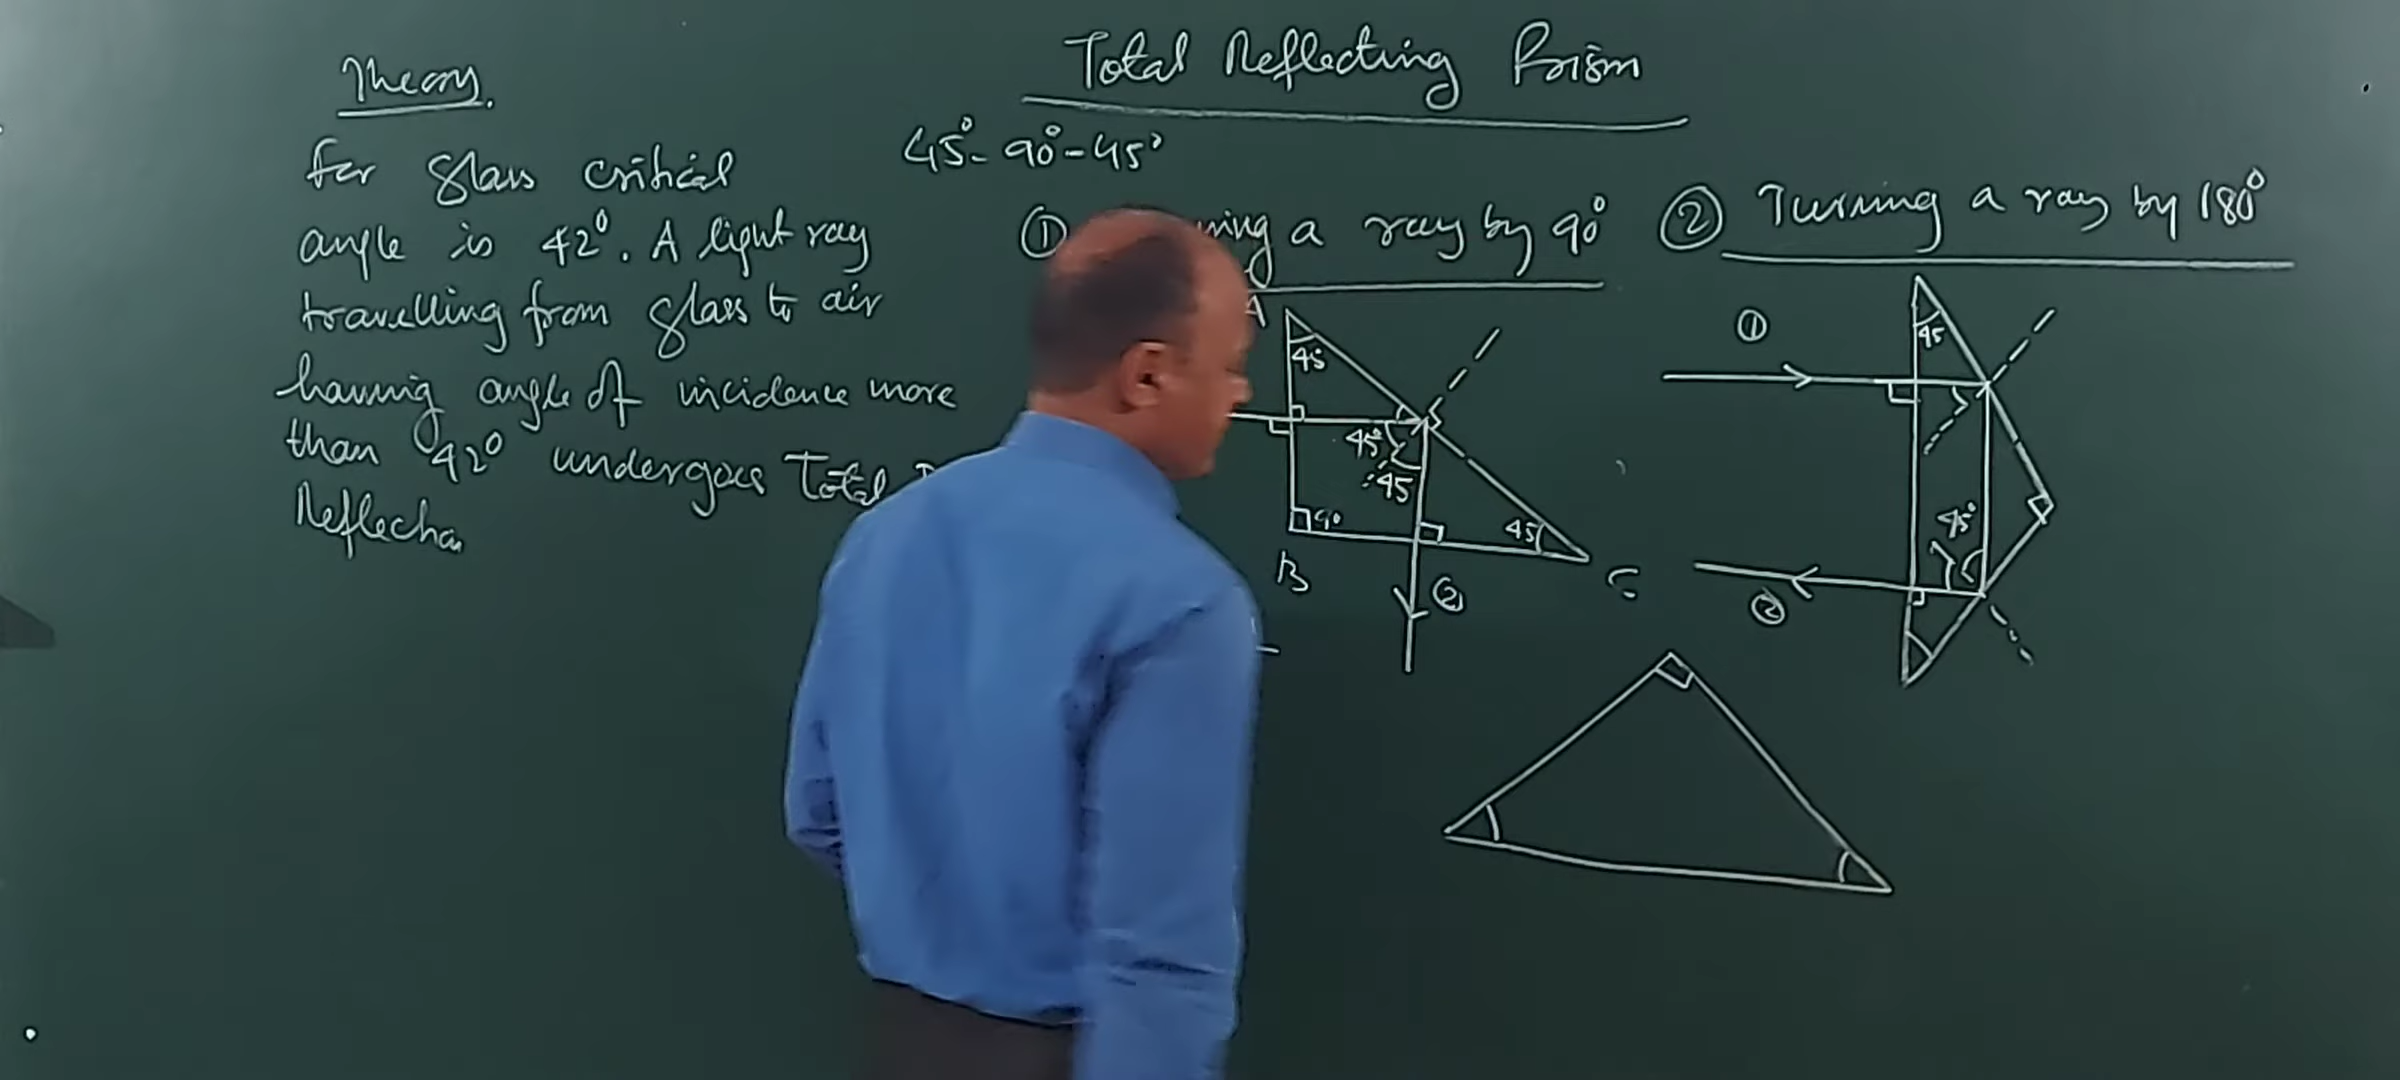 Theory.
For glass critical
angle is 42°. A light ray
travelling from glass to air
having angle of incidence more
than 42° undergoes Total
Reflection
Total Reflecting Prism
45°- 90°- 45°
① a ray by 90°
A
45
45°
45
90
45
B
C
②
② Turning a ray by 180°
①
45
45°
②